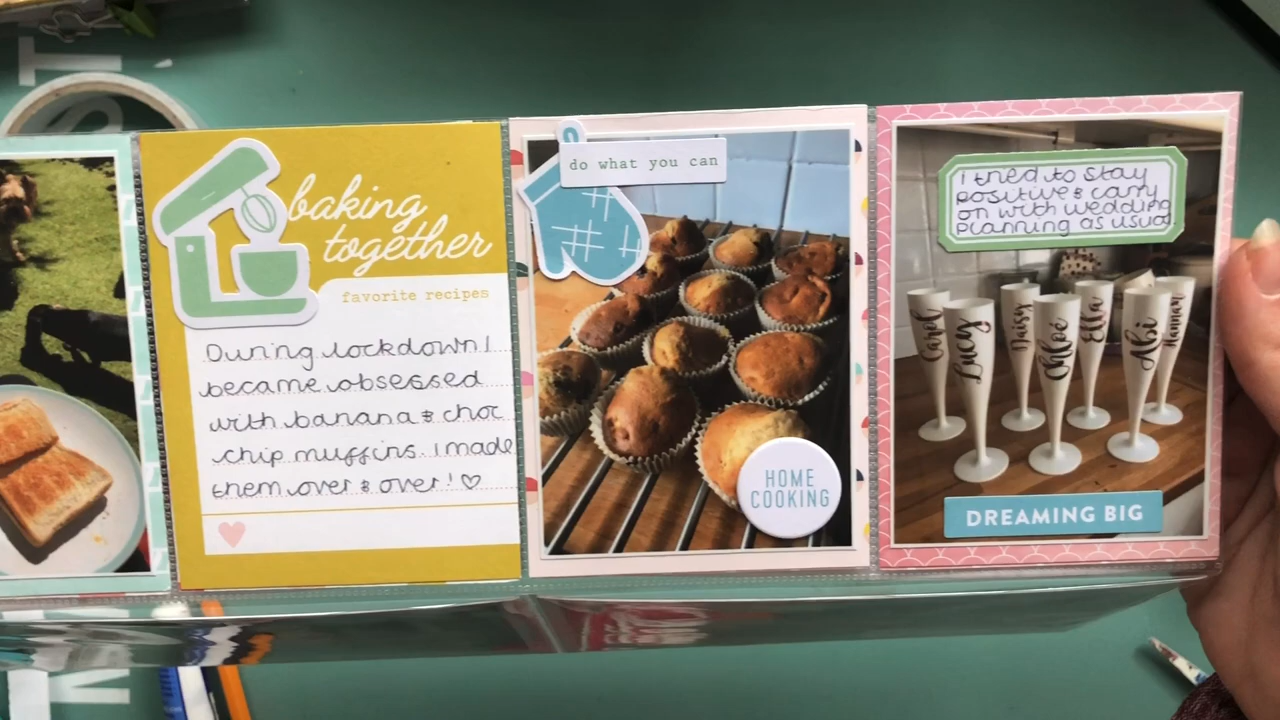 baking
together
favorite recipes
During lockdown I
became obsessed
with banana & choc
chip muffins. I made
them over & over! ♡
do what you can
HOME
COOKING
I tried to stay
positive & carry
on with wedding
planning as usual
Carol
Lucy
Daisy
Chloé
Ella
Abi
Hannah
DREAMING BIG